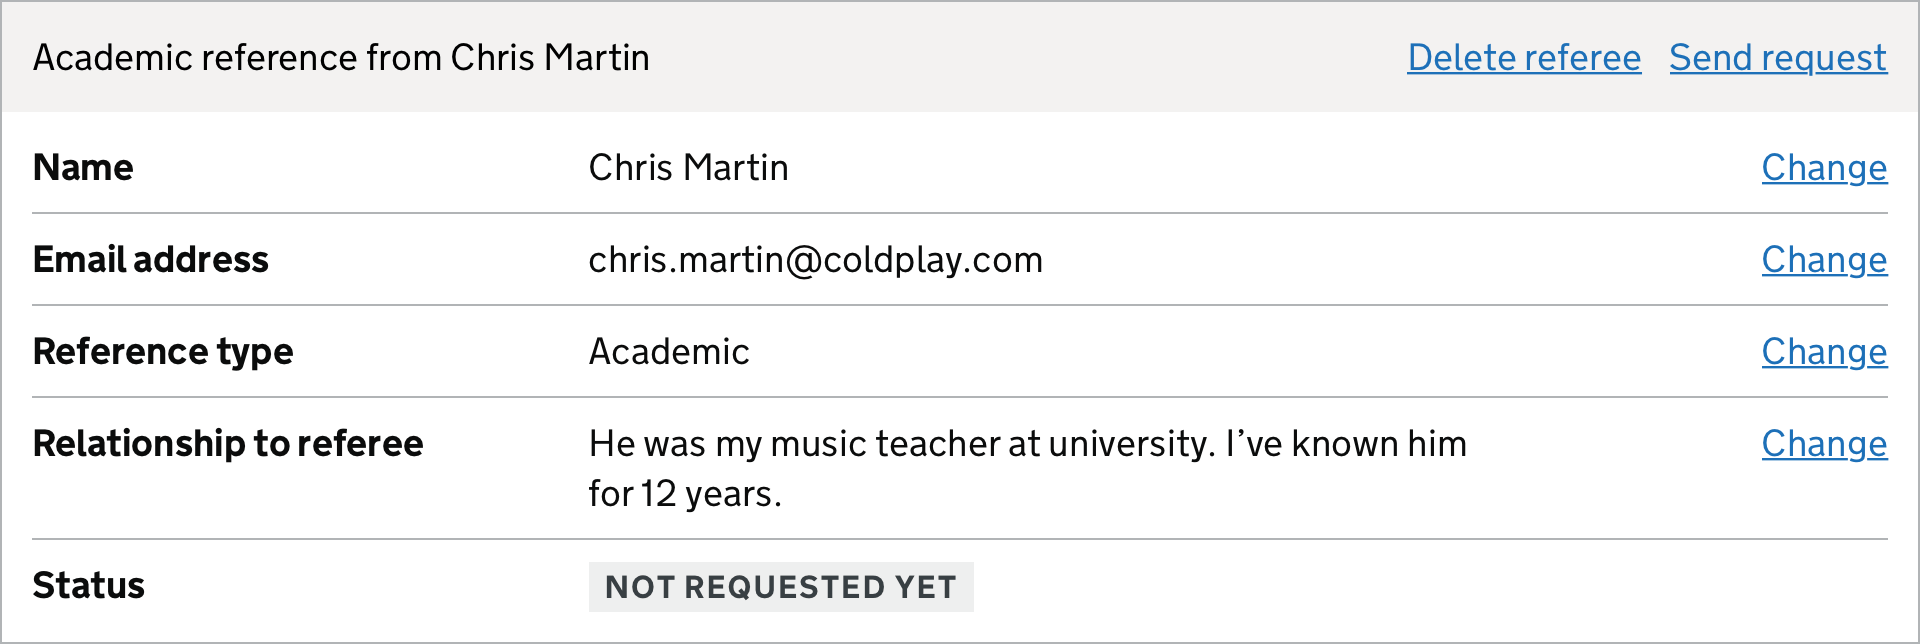 Academic reference from Chris Martin Delete referee Send request
Name Chris Martin Change
Email address chris.martin@coldplay.com Change
Reference type Academic Change
Relationship to referee He was my music teacher at university. I’ve known him Change
for 12 years.
Status NOT REQUESTED YET